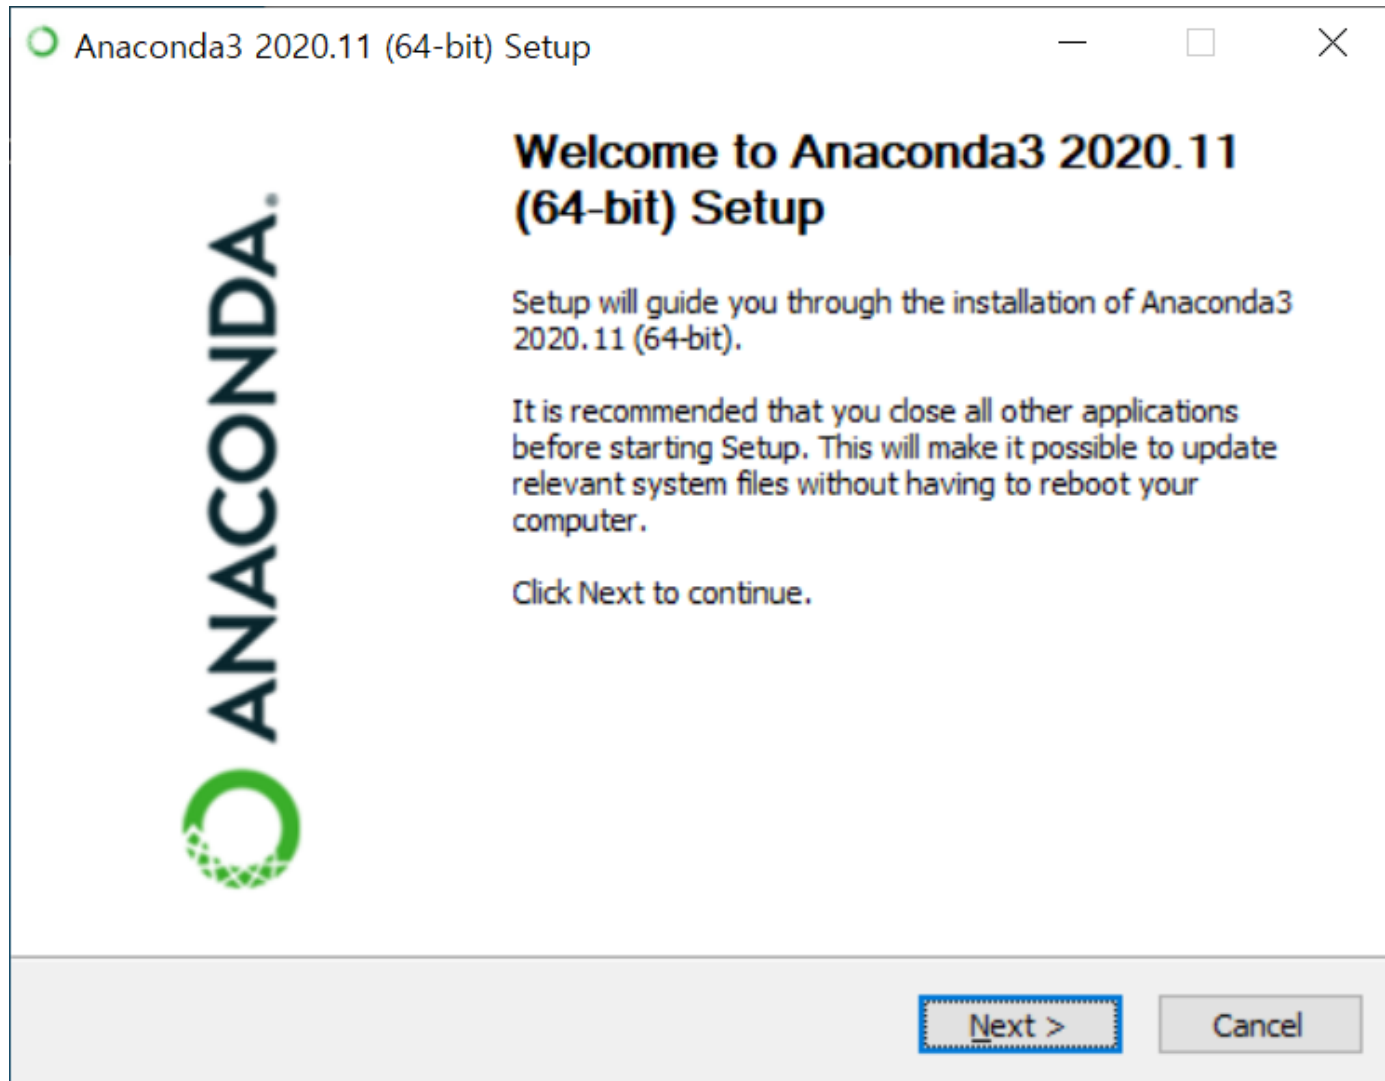 Anaconda3 2020.11 (64-bit) Setup
Welcome to Anaconda3 2020.11
(64-bit) Setup
Setup will guide you through the installation of Anaconda3
2020.11 (64-bit).
It is recommended that you close all other applications
before starting Setup. This will make it possible to update
relevant system files without having to reboot your
computer.
Click Next to continue.
ANACONDA.
Next >
Cancel